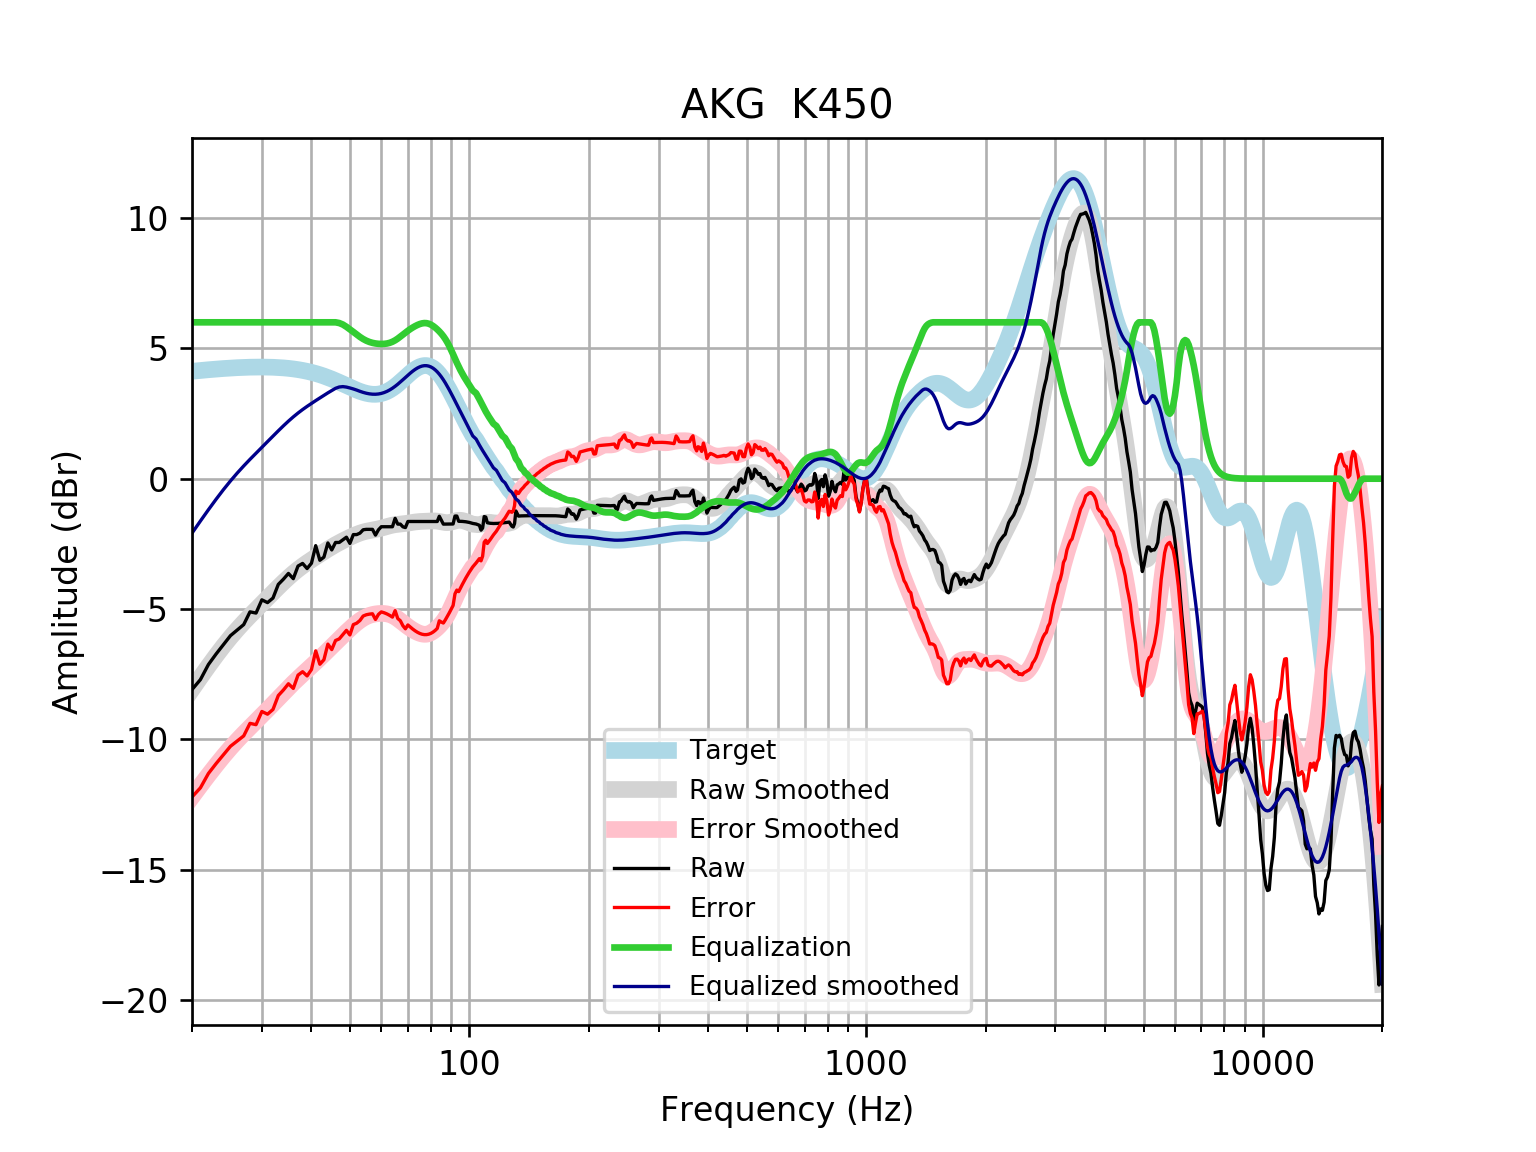 AKG  K450
Amplitude (dBr)
10
5
0
−5
−10
−15
−20
Target
Raw Smoothed
Error Smoothed
Raw
Error
Equalization
Equalized smoothed
100 1000 10000
Frequency (Hz)